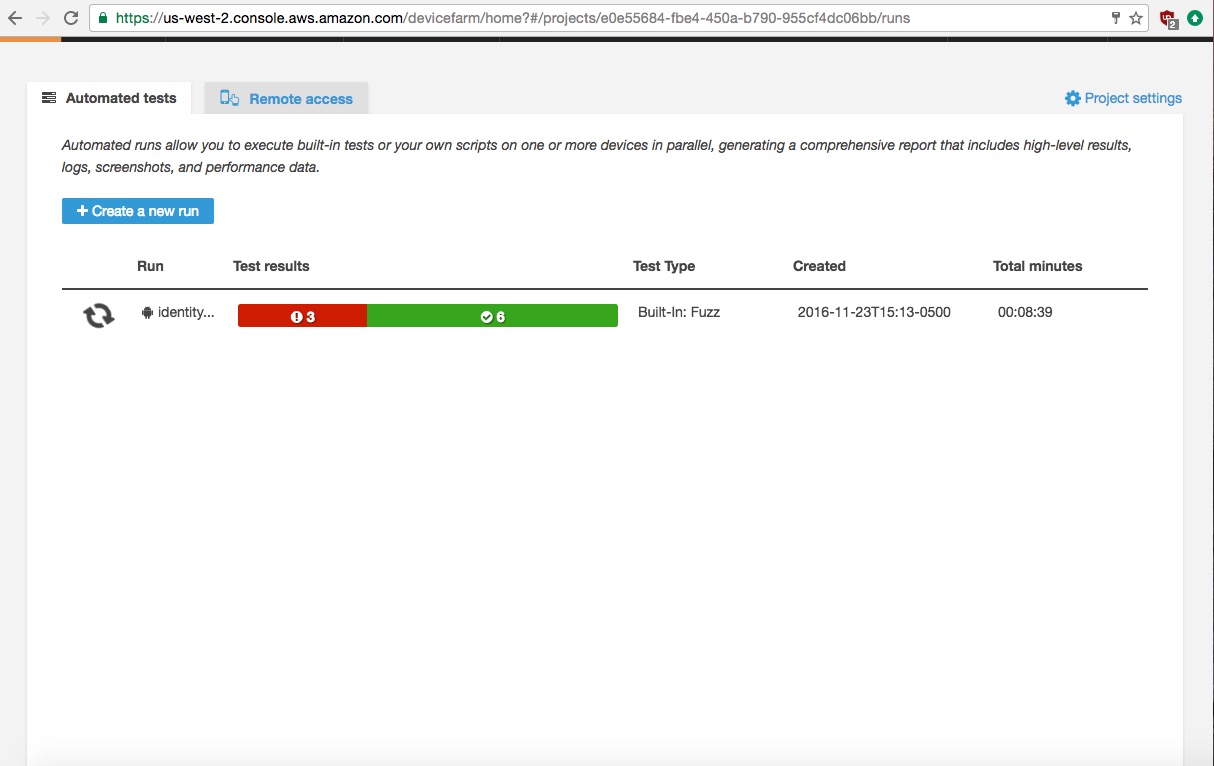 https://us-west-2.console.aws.amazon.com/devicefarm/home?#/projects/e0e55684-fbe4-450a-b790-955cf4dc06bb/runs
2
Automated tests
Remote access
Project settings
Automated runs allow you to execute built-in tests or your own scripts on one or more devices in parallel, generating a comprehensive report that includes high-level results,
logs, screenshots, and performance data.
+ Create a new run
Run Test results Test Type Created Total minutes
identity... 3 6 Built-In: Fuzz 2016-11-23T15:13-0500 00:08:39